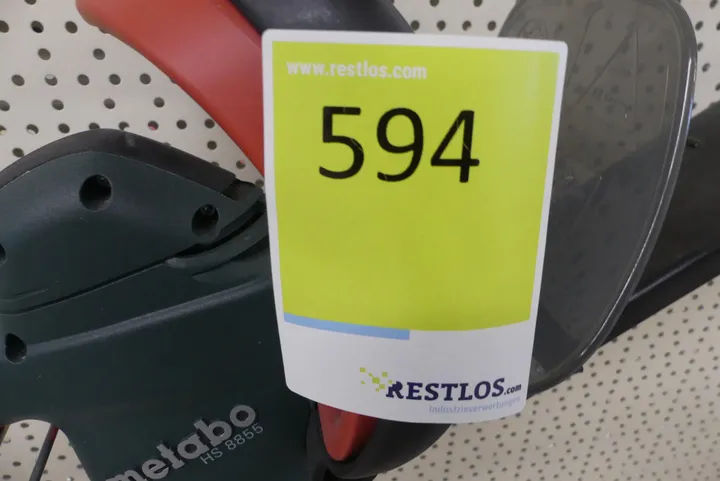 www.restlos.com
594
RESTLOS.com
Industrieverwertungen
metabo
HS 8855